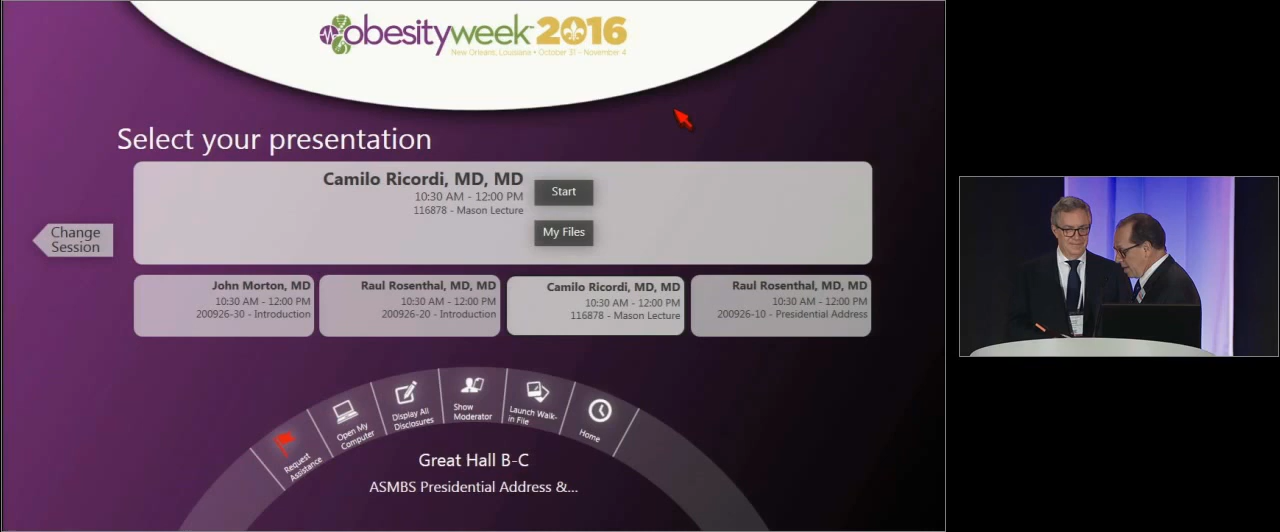 obesityweek 2016
New Orleans, Louisiana • October 31 - November 4
Select your presentation
Camilo Ricordi, MD, MD
10:30 AM - 12:00 PM
116878 - Mason Lecture
Start
My Files
Change
Session
John Morton, MD
10:30 AM - 12:00 PM
200926-30 - Introduction
Raul Rosenthal, MD, MD
10:30 AM - 12:00 PM
200926-20 - Introduction
Camilo Ricordi, MD, MD
10:30 AM - 12:00 PM
116878 - Mason Lecture
Raul Rosenthal, MD, MD
10:30 AM - 12:00 PM
200926-10 - Presidential Address
Request
Assistance
Open My
Computer
Display All
Disclosures
Show
Moderator
Launch Walk-
in File
Home
Great Hall B-C
ASMBS Presidential Address &...